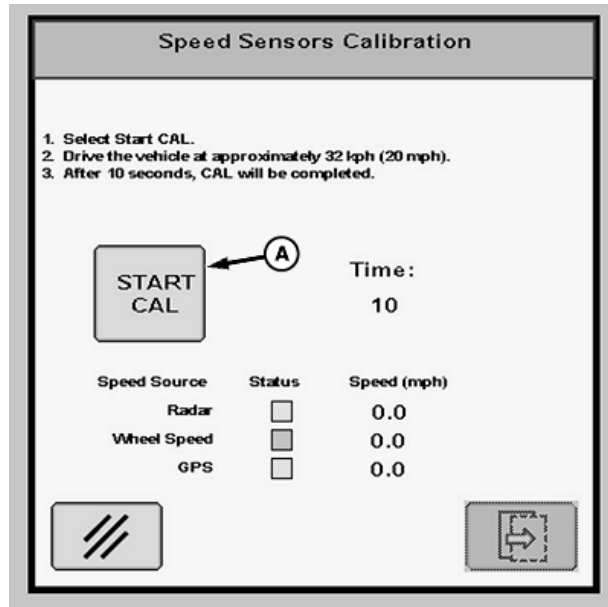 Speed Sensors Calibration
1. Select Start CAL.
2. Drive the vehicle at approximately 32 kph (20 mph).
3. After 10 seconds, CAL will be completed.
A
START
CAL
Time:
10
Speed Source Status Speed (mph)
Radar 0.0
Wheel Speed 0.0
GPS 0.0